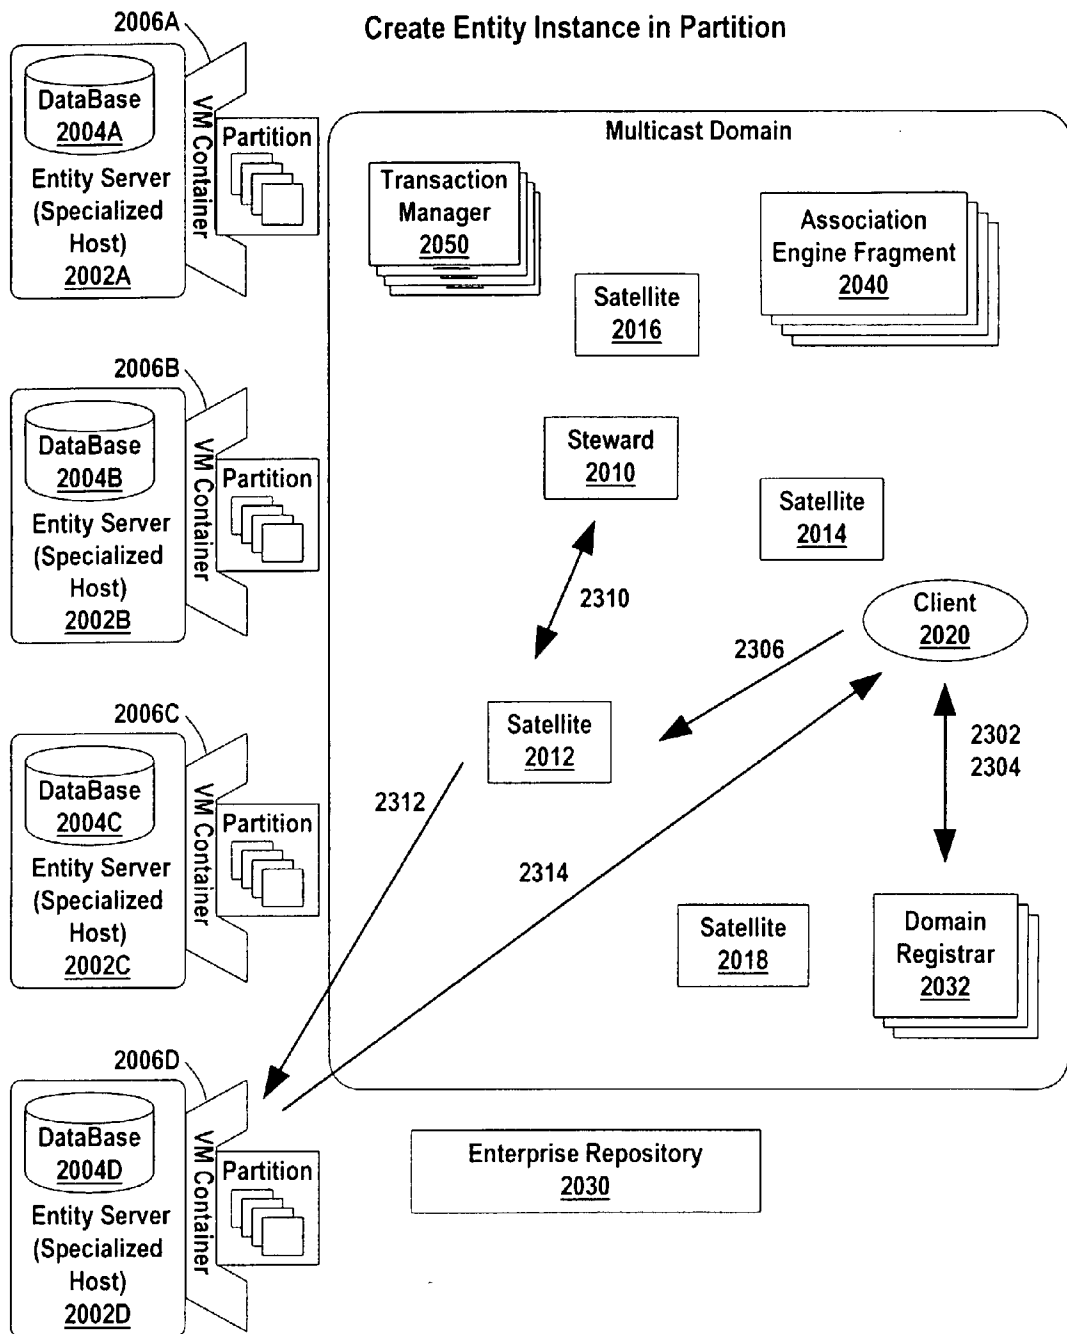 Create Entity Instance in Partition
2006A
DataBase
2004A
Entity Server
(Specialized
Host)
2002A
VM Container
Partition
2006B
DataBase
2004B
Entity Server
(Specialized
Host)
2002B
VM Container
Partition
2006C
DataBase
2004C
Entity Server
(Specialized
Host)
2002C
VM Container
Partition
2006D
DataBase
2004D
Entity Server
(Specialized
Host)
2002D
VM Container
Partition
Multicast Domain
Transaction
Manager
2050
Association
Engine Fragment
2040
Satellite
2016
Steward
2010
Satellite
2014
2310
Client
2020
2306
Satellite
2012
2302
2304
2312
2314
Satellite
2018
Domain
Registrar
2032
Enterprise Repository
2030